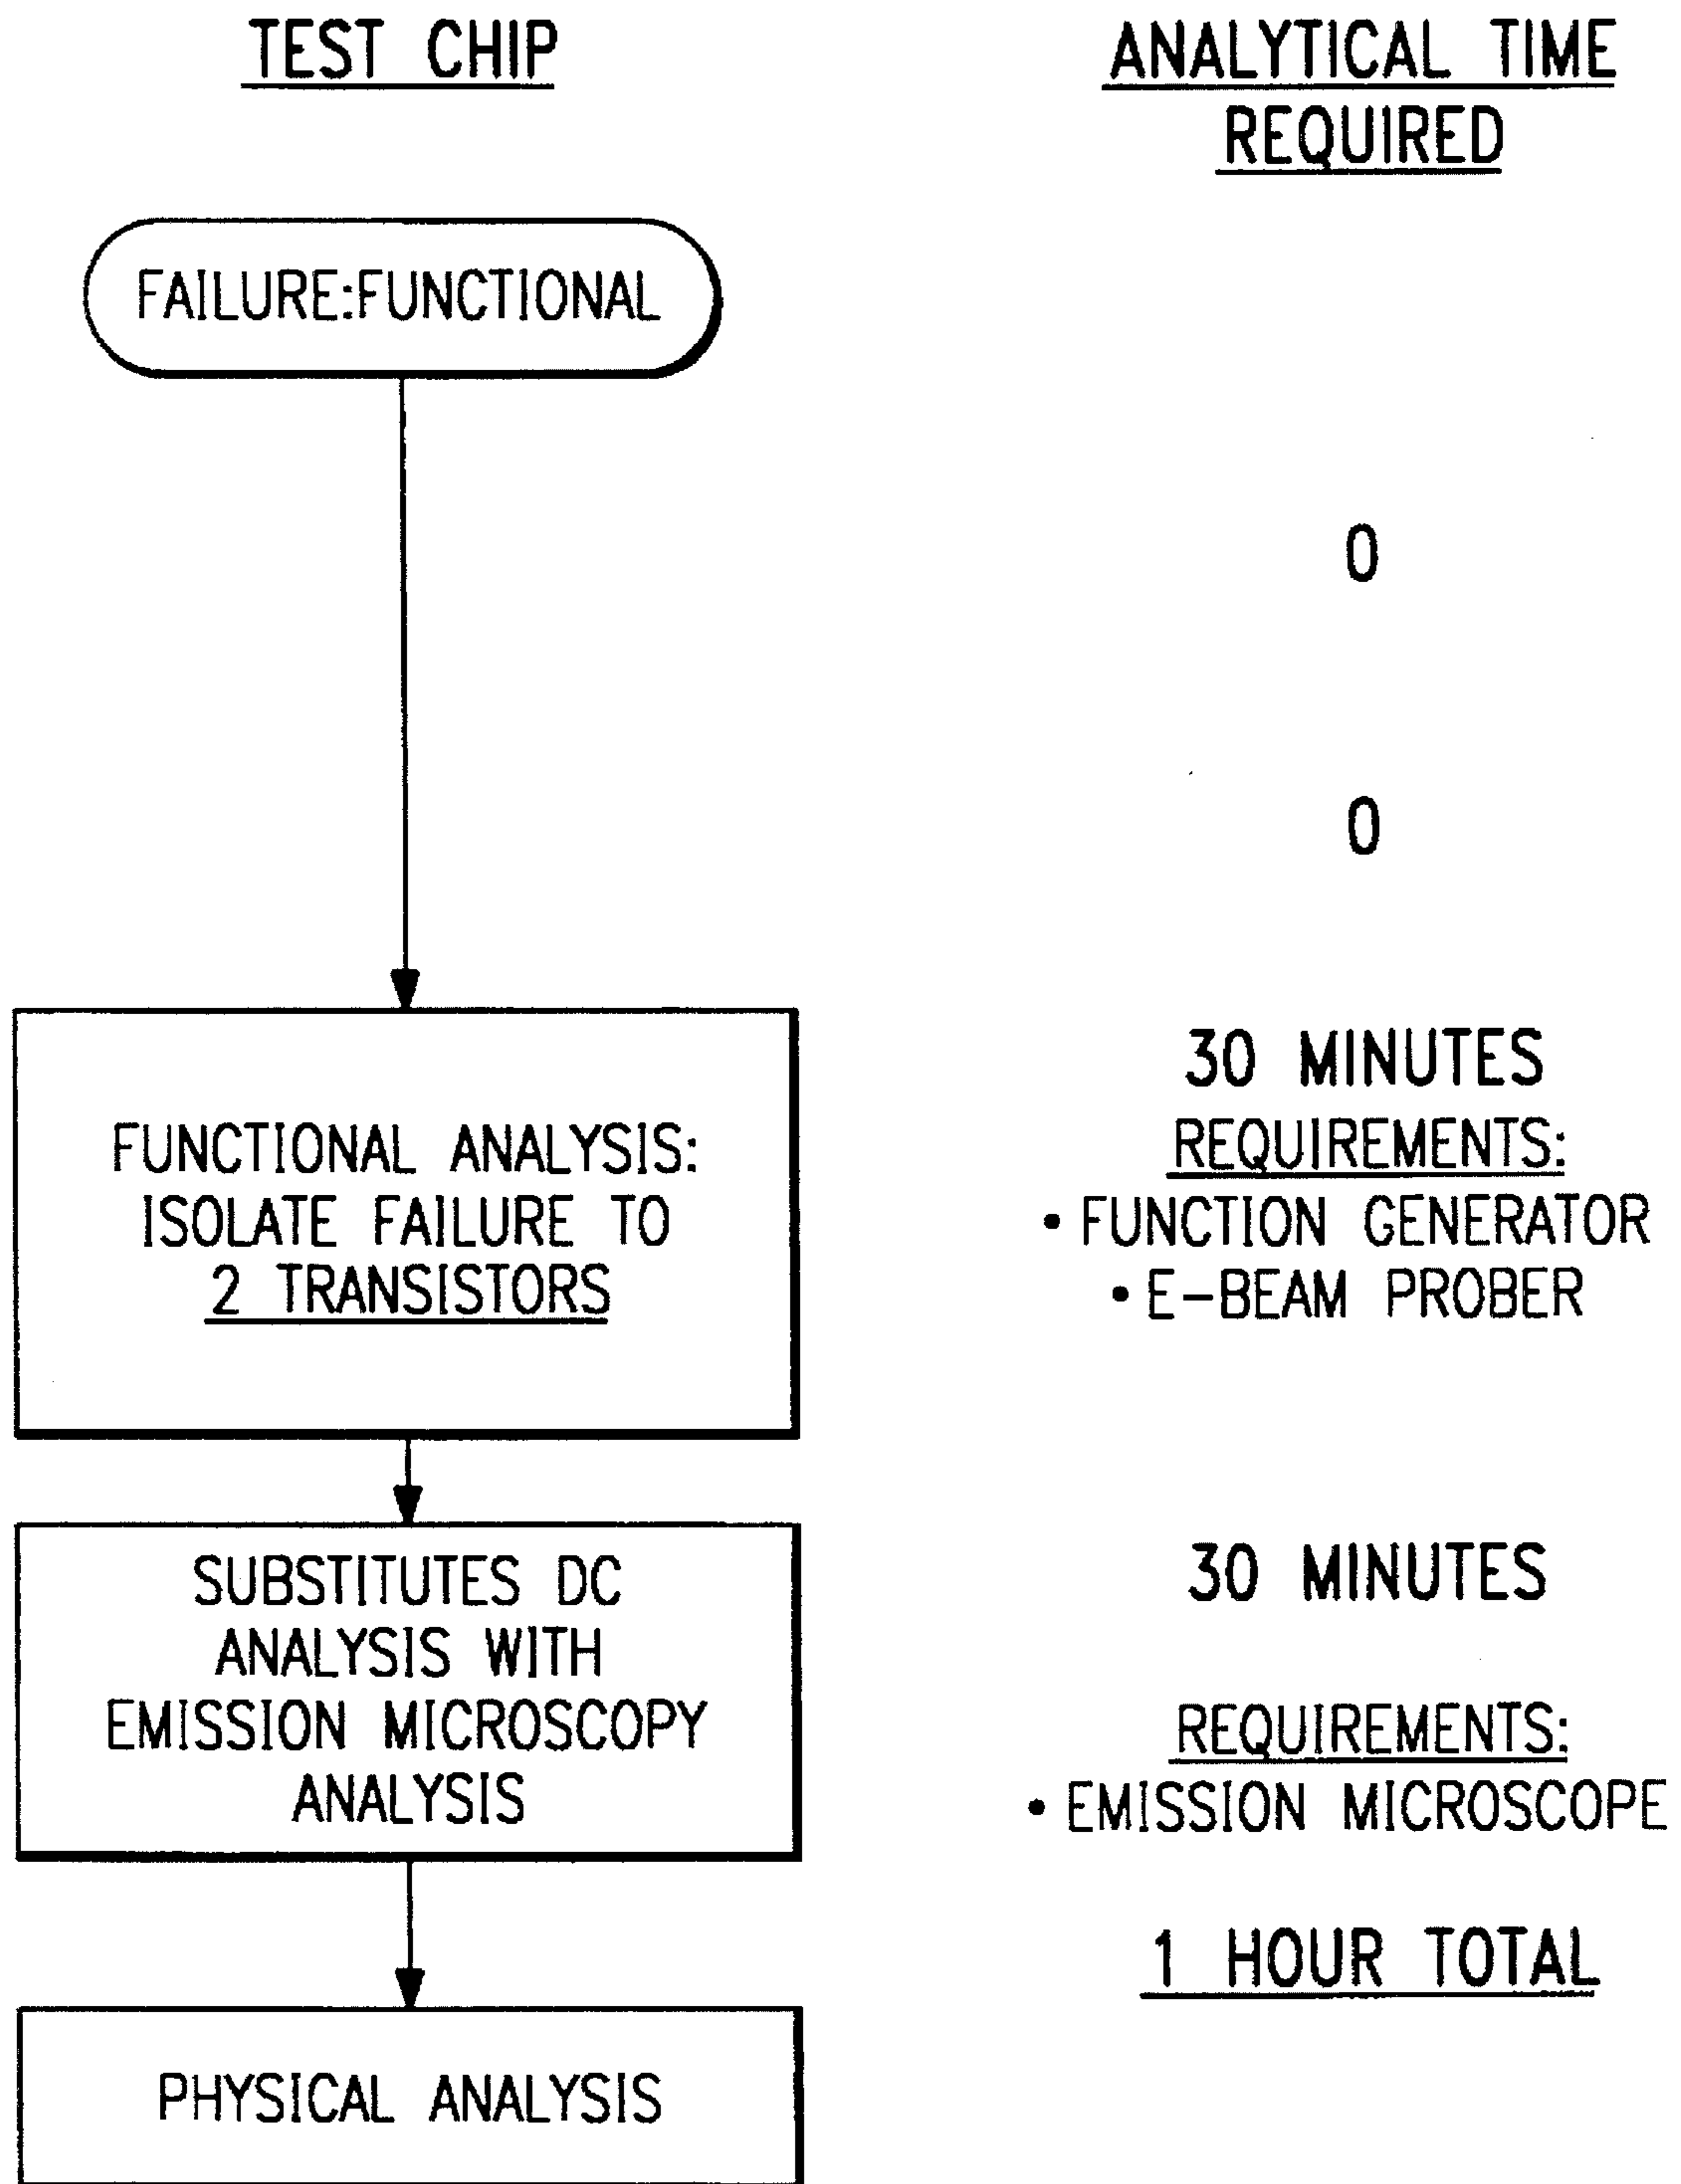 TEST CHIP
ANALYTICAL TIME
REQUIRED
FAILURE:FUNCTIONAL
0
0
FUNCTIONAL ANALYSIS:
ISOLATE FAILURE TO
2 TRANSISTORS
30 MINUTES
REQUIREMENTS:
• FUNCTION GENERATOR
• E-BEAM PROBER
SUBSTITUTES DC
ANALYSIS WITH
EMISSION MICROSCOPY
ANALYSIS
30 MINUTES
REQUIREMENTS:
• EMISSION MICROSCOPE
1 HOUR TOTAL
PHYSICAL ANALYSIS